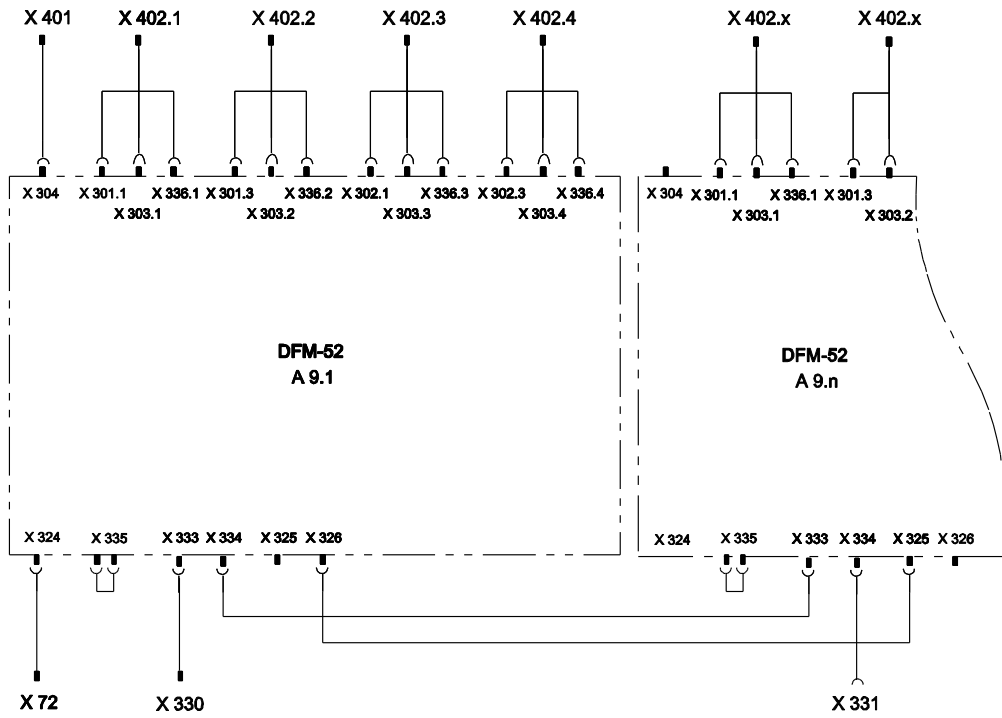 X 401 X 402.1 X 402.2 X 402.3 X 402.4 X 402.x X 402.x
X 304 X 301.1 X 336.1 X 301.3 X 336.2 X 302.1 X 336.3 X 302.3 X 336.4 X 304 X 301.1 X 336.1 X 301.3
X 303.1 X 303.2 X 303.3 X 303.4 X 303.1 X 303.2
DFM-52 DFM-52
A 9.1 A 9.n
X 324 X 335 X 333 X 334 X 325 X 326 X 324 X 335 X 333 X 334 X 325 X 326
X 72 X 330 X 331